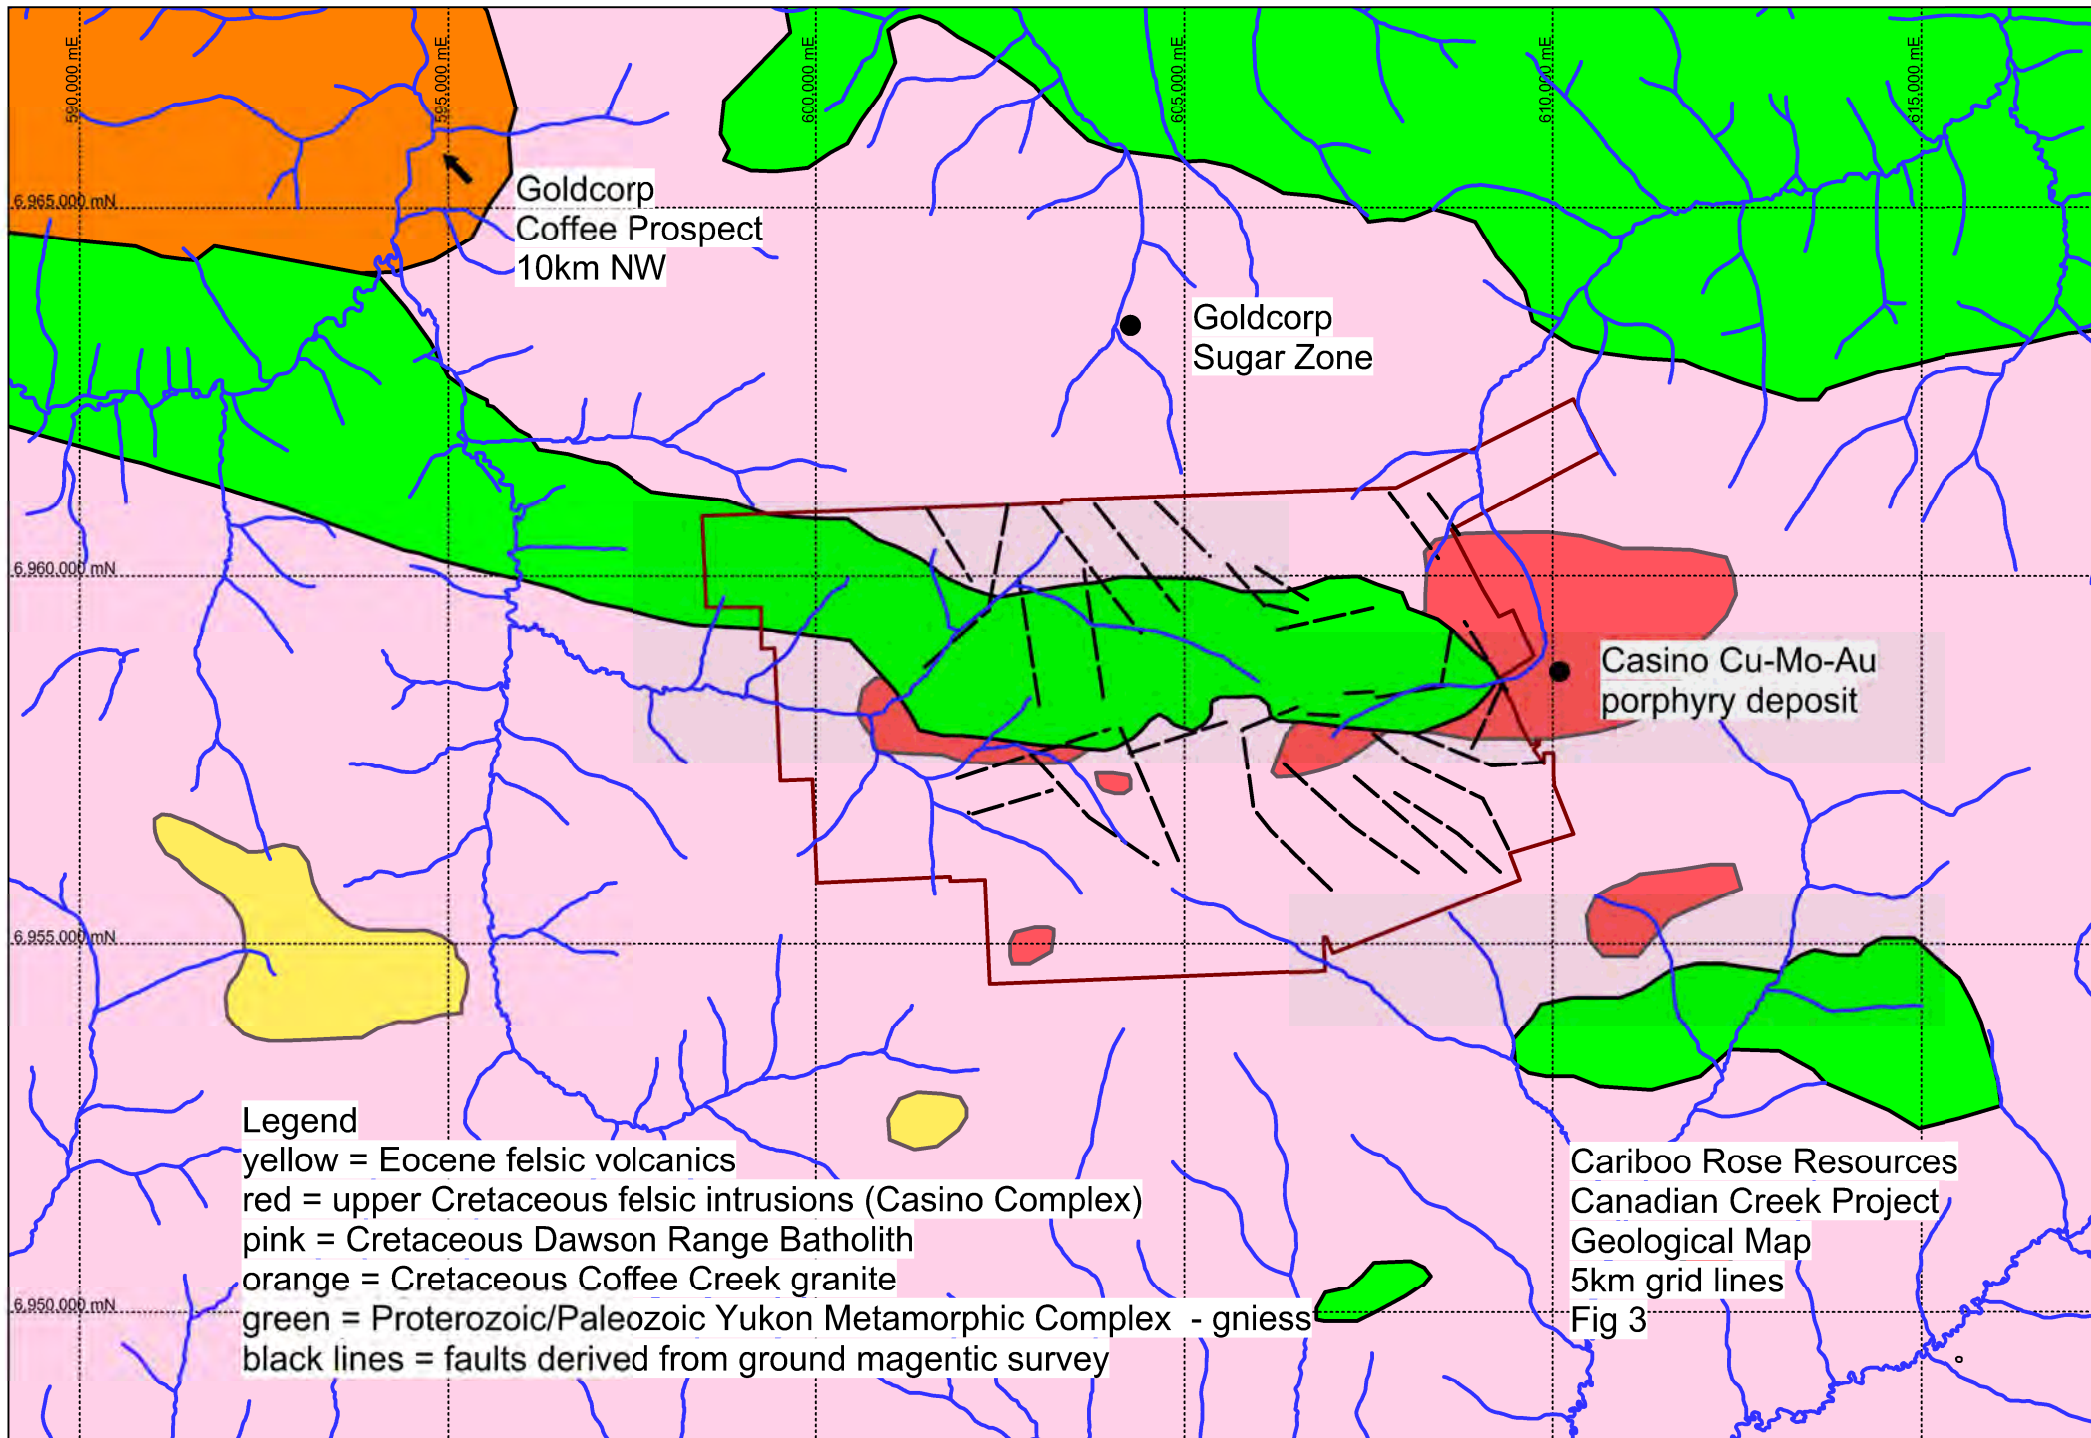 590.000 mE
595.000 mE
600.000 mE
605.000 mE
610.000 mE
615.000 mE
6.965.000 mN
Goldcorp
Coffee Prospect
10km NW
Goldcorp
Sugar Zone
6.960.000 mN
Casino Cu-Mo-Au
porphyry deposit
6.955.000 mN
Legend
yellow = Eocene felsic volcanics
red = upper Cretaceous felsic intrusions (Casino Complex)
pink = Cretaceous Dawson Range Batholith
orange = Cretaceous Coffee Creek granite
green = Proterozoic/Paleozoic Yukon Metamorphic Complex - gniess
black lines = faults derived from ground magentic survey
Cariboo Rose Resources
Canadian Creek Project
Geological Map
5km grid lines
Fig 3
6.950.000 mN